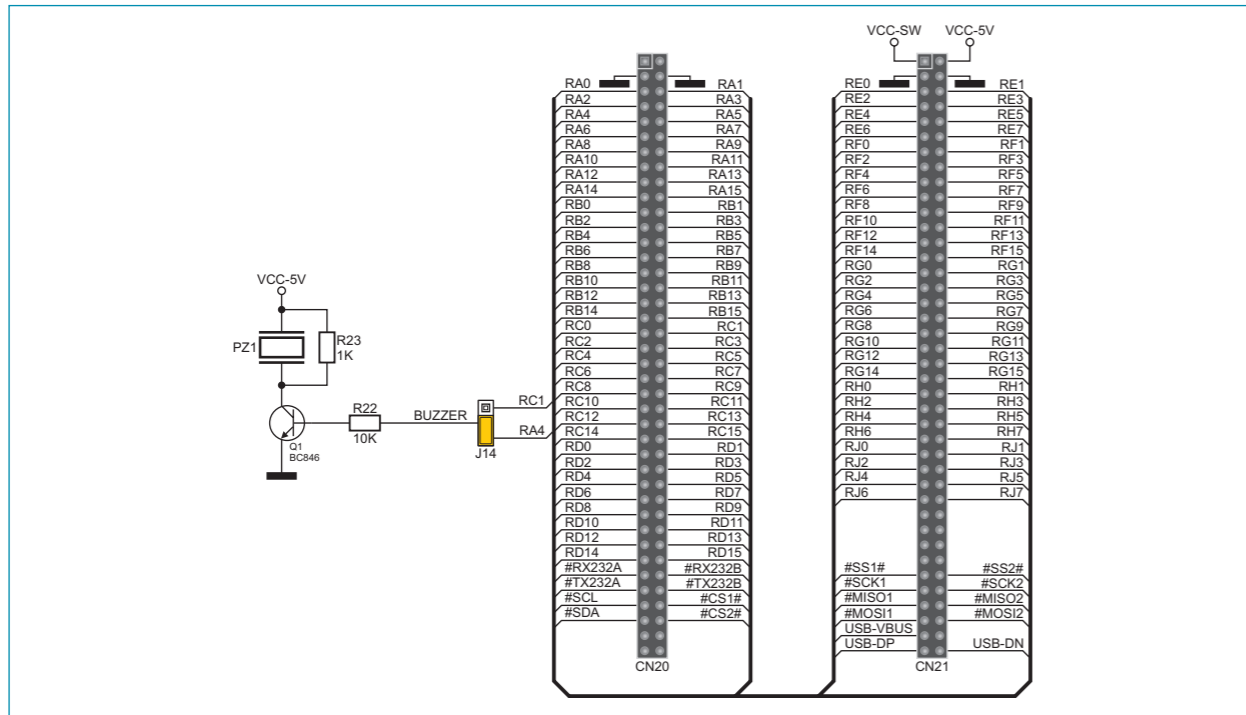 VCC-SW VCC-5V
RA0 RA1 RE0 RE1
RA2 RA3 RE2 RE3
RA4 RA5 RE4 RE5
RA6 RA7 RE6 RE7
RA8 RA9 RF0 RF1
RA10 RA11 RF2 RF3
RA12 RA13 RF4 RF5
RA14 RA15 RF6 RF7
RB0 RB1 RF8 RF9
RB2 RB3 RF10 RF11
RB4 RB5 RF12 RF13
RB6 RB7 RF14 RF15
RB8 RB9 RG0 RG1
VCC-5V RB10 RB11 RG2 RG3
RB12 RB13 RG4 RG5
RB14 RB15 RG6 RG7
RC0 RC1 RG8 RG9
PZ1 R23 RC2 RC3 RG10 RG11
1K RC4 RC5 RG12 RG13
RC6 RC7 RG14 RG15
RC8 RC9 RH0 RH1
RC1 RC10 RC11 RH2 RH3
R22 BUZZER RC12 RC13 RH4 RH5
10K RA4 RC14 RC15 RH6 RH7
Q1 J14 RD0 RD1 RJ0 RJ1
BC846 RD2 RD3 RJ2 RJ3
RD4 RD5 RJ4 RJ5
RD6 RD7 RJ6 RJ7
RD8 RD9
RD10 RD11
RD12 RD13
RD14 RD15
#RX232A #RX232B #SS1# #SS2#
#TX232A #TX232B #SCK1 #SCK2
#SCL #CS1# #MISO1 #MISO2
#SDA #CS2# #MOSI1 #MOSI2
USB-VBUS
USB-DP USB-DN
CN20 CN21